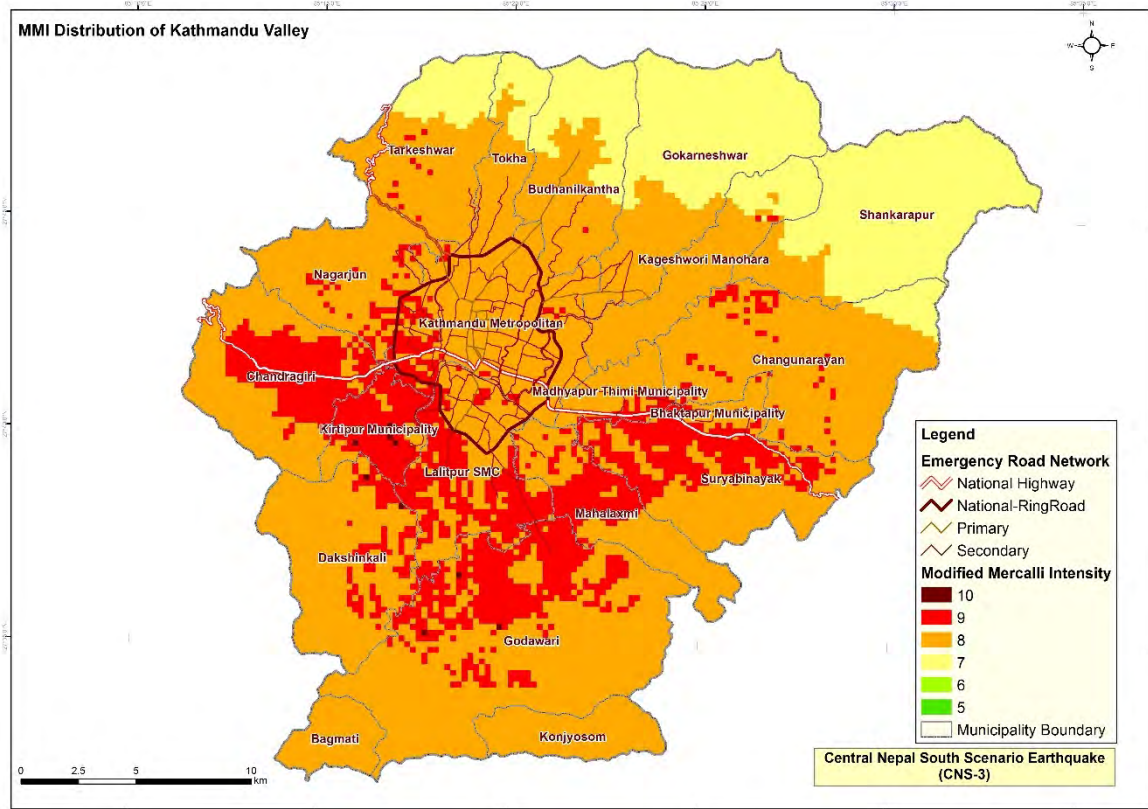 MMI Distribution of Kathmandu Valley
N
W
E
S
Tarkeshwar
Tokha
Gokarneshwar
Budhanilkantha
Shankarapur
Kageshwori Manohara
Nagarjun
Kathmandu Metropolitan
Changunarayan
Chandragiri
Madhyapur-Thimi Municipality
Bhaktapur Municipality
Kirtipur Municipality
Lalitpur SMC
Suryabinayak
Mahalaxmi
Dakshinkali
Godawari
Bagmati
Konjyosom
Legend
Emergency Road Network
National Highway
National-RingRoad
Primary
Secondary
Modified Mercalli Intensity
10
9
8
7
6
5
Municipality Boundary
Central Nepal South Scenario Earthquake
(CNS-3)
0 2.5 5 10
km